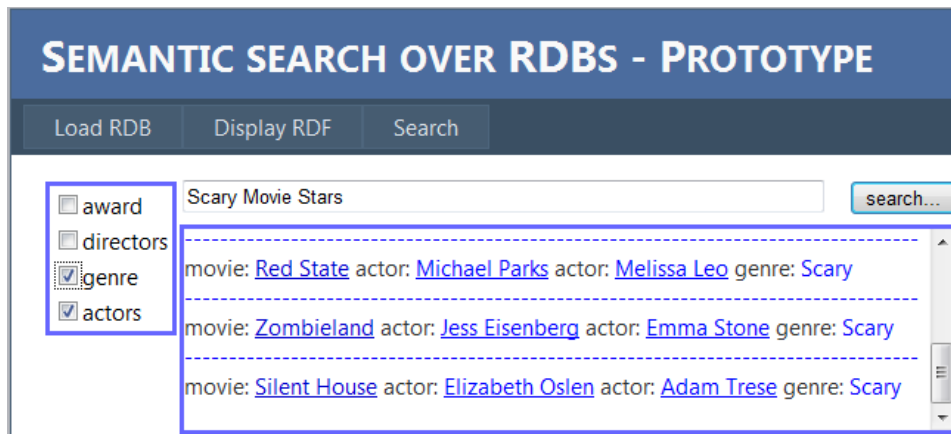 SEMANTIC SEARCH OVER RDBS - PROTOTYPE
Load RDB Display RDF Search
award
directors
genre
actors
Scary Movie Stars
search...
movie: Red State actor: Michael Parks actor: Melissa Leo genre: Scary
movie: Zombieland actor: Jess Eisenberg actor: Emma Stone genre: Scary
movie: Silent House actor: Elizabeth Oslen actor: Adam Trese genre: Scary